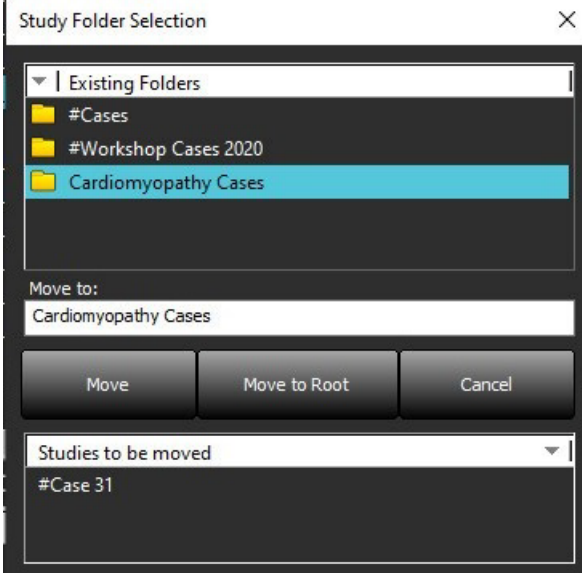 Study Folder Selection
Existing Folders
#Cases
#Workshop Cases 2020
Cardiomyopathy Cases
Move to:
Cardiomyopathy Cases
Move
Move to Root
Cancel
Studies to be moved
#Case 31